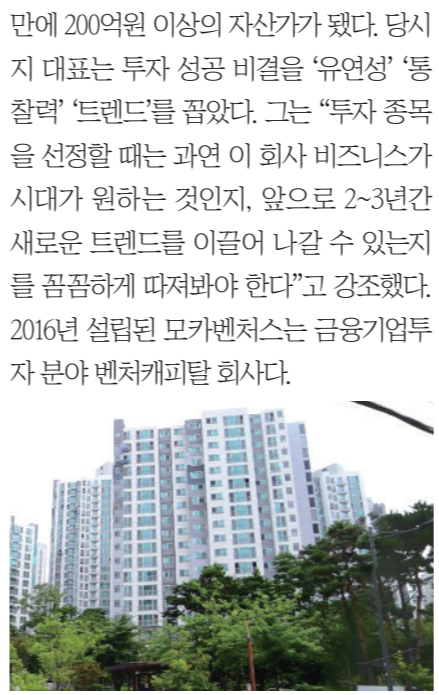 만에 200억원 이상의 자산가가 됐다. 당시
지 대표는 투자 성공 비결을 ‘유연성’ ‘통
찰력’ ‘트렌드’를 꼽았다. 그는 “투자 종목
을 선정할 때는 과연 이 회사 비즈니스가
시대가 원하는 것인지, 앞으로 2~3년간
새로운 트렌드를 이끌어 나갈 수 있는지
를 꼼꼼하게 따져봐야 한다”고 강조했다.
2016년 설립된 모카벤처스는 금융기업투
자 분야 벤처캐피탈 회사다.